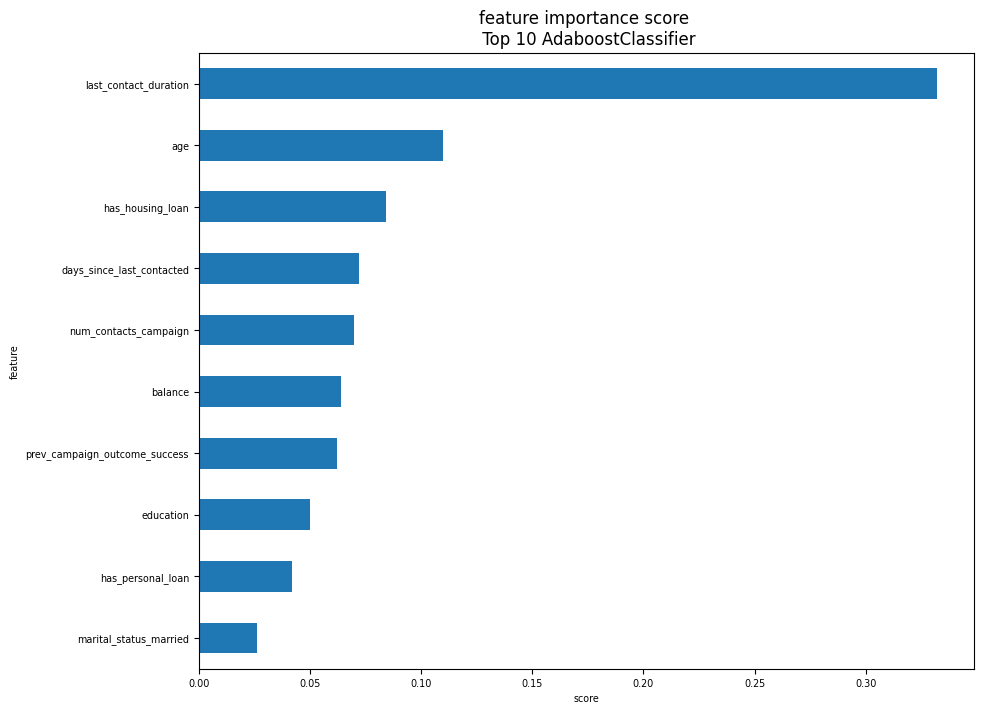 feature importance score
Top 10 AdaboostClassifier
last_contact_duration
age
has_housing_loan
days_since_last_contacted
num_contacts_campaign
balance
prev_campaign_outcome_success
education
has_personal_loan
marital_status_married
feature
0.00 0.05 0.10 0.15 0.20 0.25 0.30
score